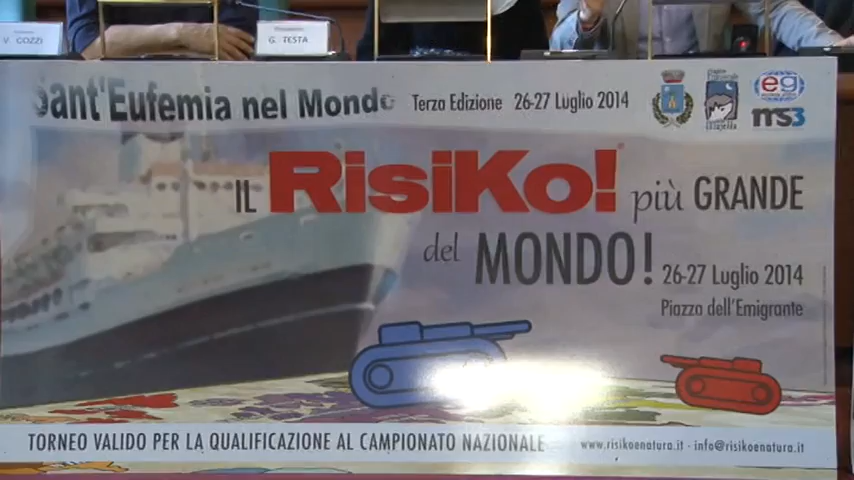 V. COZZI
G. TESTA
Sant'Eufemia nel Mondo
Terza Edizione 26-27 Luglio 2014
eg
ms3
IL RisiKo! più GRANDE
del MONDO!
26-27 Luglio 2014
Piazza dell'Emigrante
TORNEO VALIDO PER LA QUALIFICAZIONE AL CAMPIONATO NAZIONALE
www.risikoenatura.it - info@risikoenatura.it